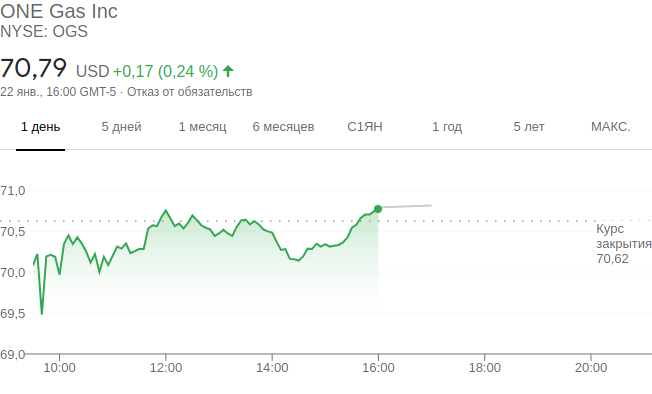 ONE Gas Inc
NYSE: OGS
70,79 USD +0,17 (0,24 %)
22 янв., 16:00 GMT-5 · Отказ от обязательств
1 день 5 дней 1 месяц 6 месяцев С1ЯН 1 год 5 лет МАКС.
71,0
70,5
Курс
закрытия
70,62
70,0
69,5
69,0
10:00 12:00 14:00 16:00 18:00 20:00